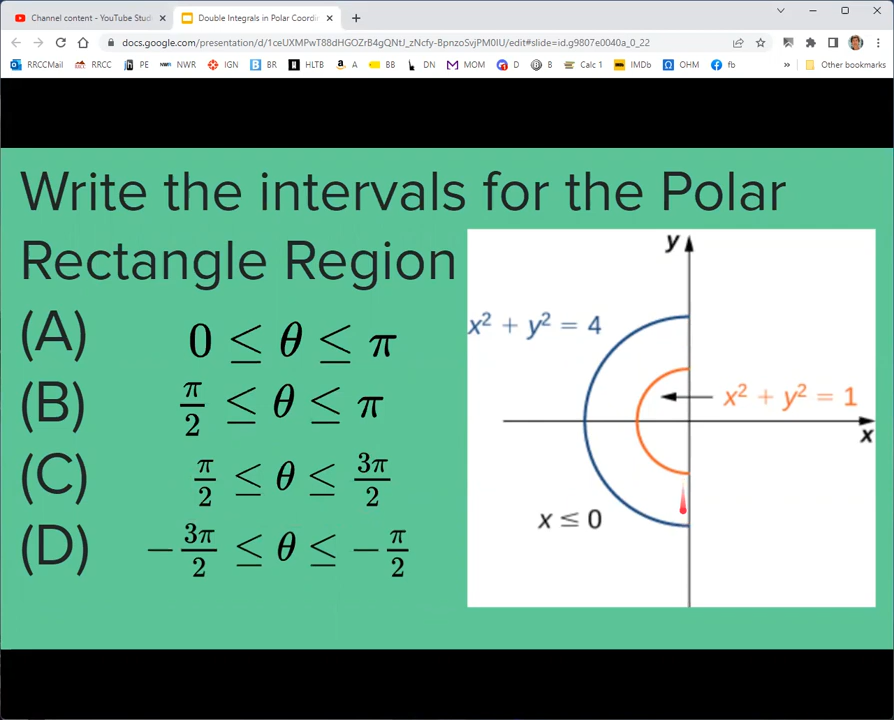 Channel content - YouTube Studi
Double Integrals in Polar Coordin
docs.google.com/presentation/d/1ceUXMPwT88dHGOZrB4gQNtJ_zNcfy-BpnzoSvjPM0IU/edit#slide=id.g9807e0040a_0_22
RRCCMail RRCC PE NWR IGN BR HLTB A BB DN MOM D B Calc 1 IMDb OHM fb » Other bookmarks
Write the intervals for the Polar
Rectangle Region
(A) 0 ≤ θ ≤ π
(B) π/2 ≤ θ ≤ π
(C) π/2 ≤ θ ≤ 3π/2
(D) −3π/2 ≤ θ ≤ −π/2
y
x² + y² = 4
x² + y² = 1
x
x ≤ 0